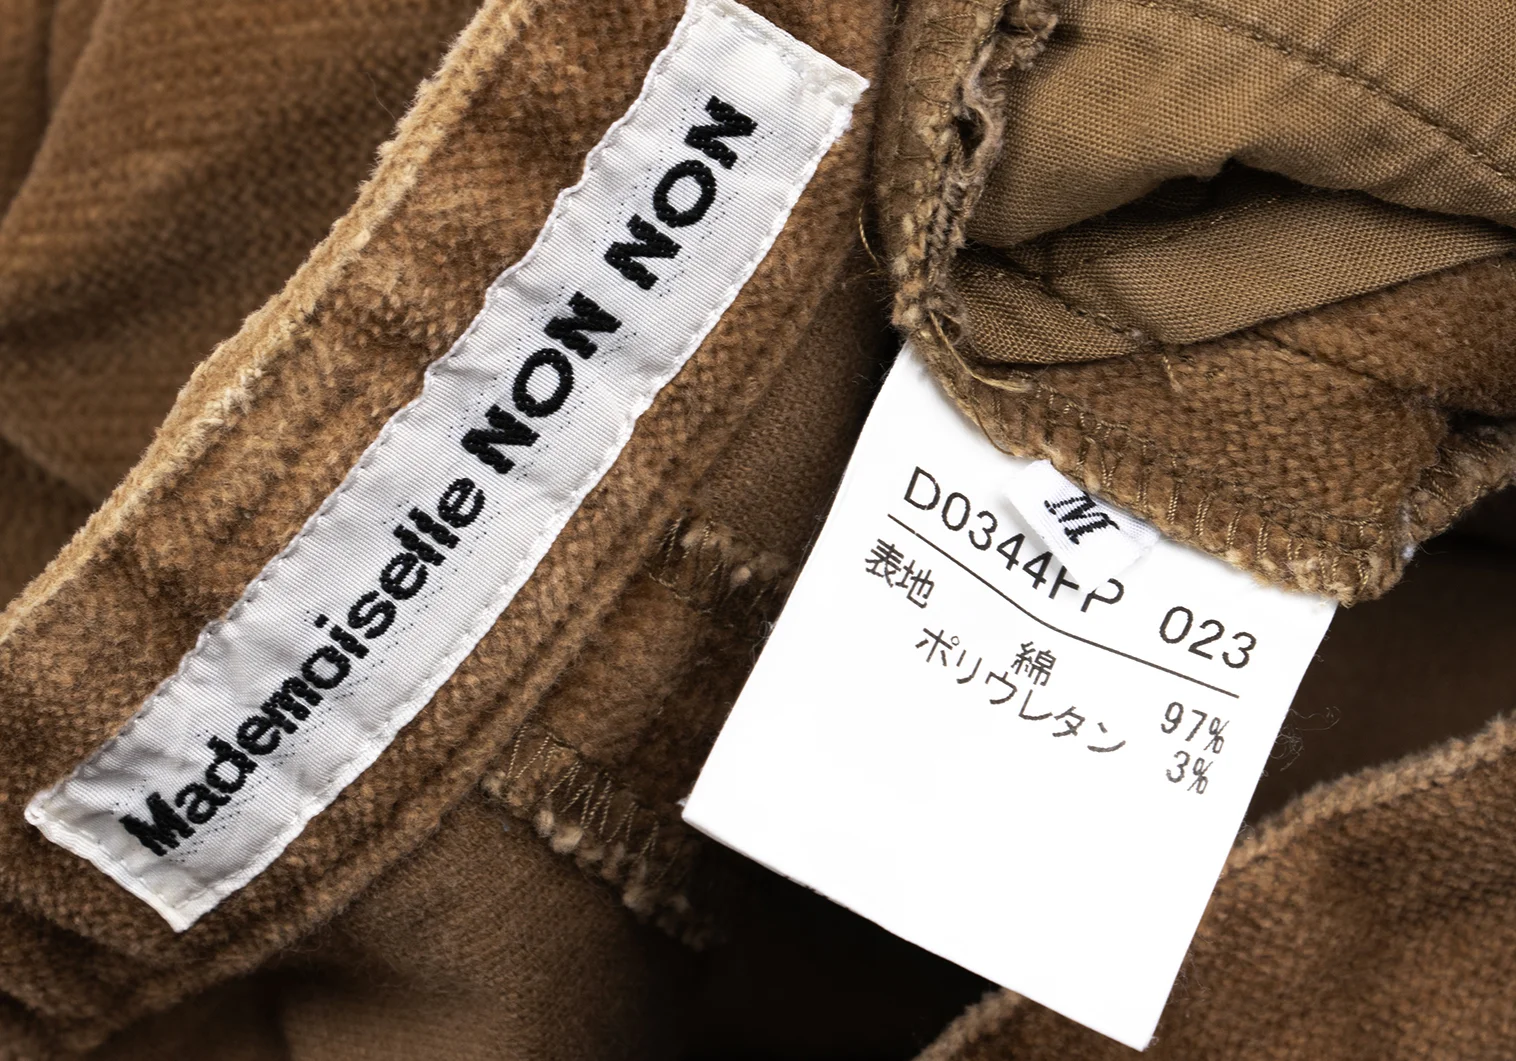 Mademoiselle NON NON
M
D0344FP 023
表地
綿 97%
ポリウレタン 3%